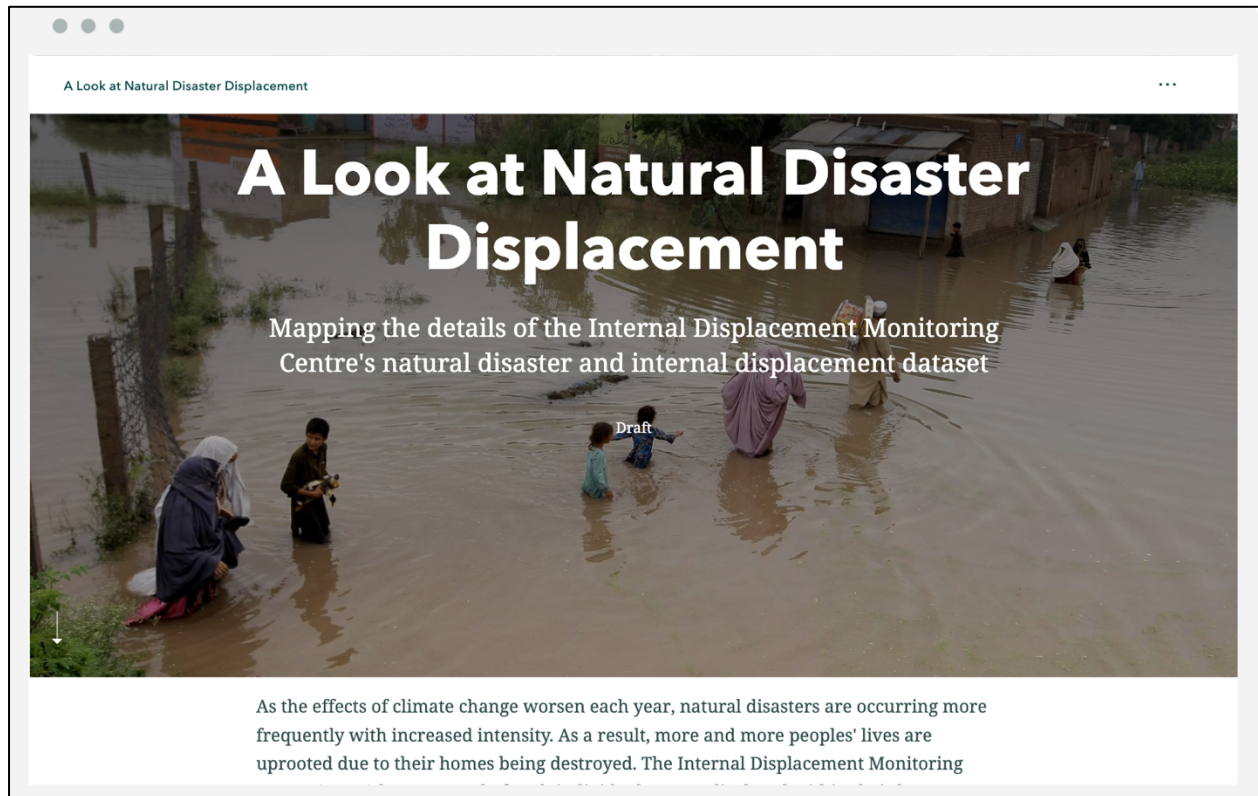 A Look at Natural Disaster Displacement
...
A Look at Natural Disaster
Displacement
Mapping the details of the Internal Displacement Monitoring
Centre's natural disaster and internal displacement dataset
Draft
As the effects of climate change worsen each year, natural disasters are occurring more
frequently with increased intensity. As a result, more and more peoples' lives are
uprooted due to their homes being destroyed. The Internal Displacement Monitoring